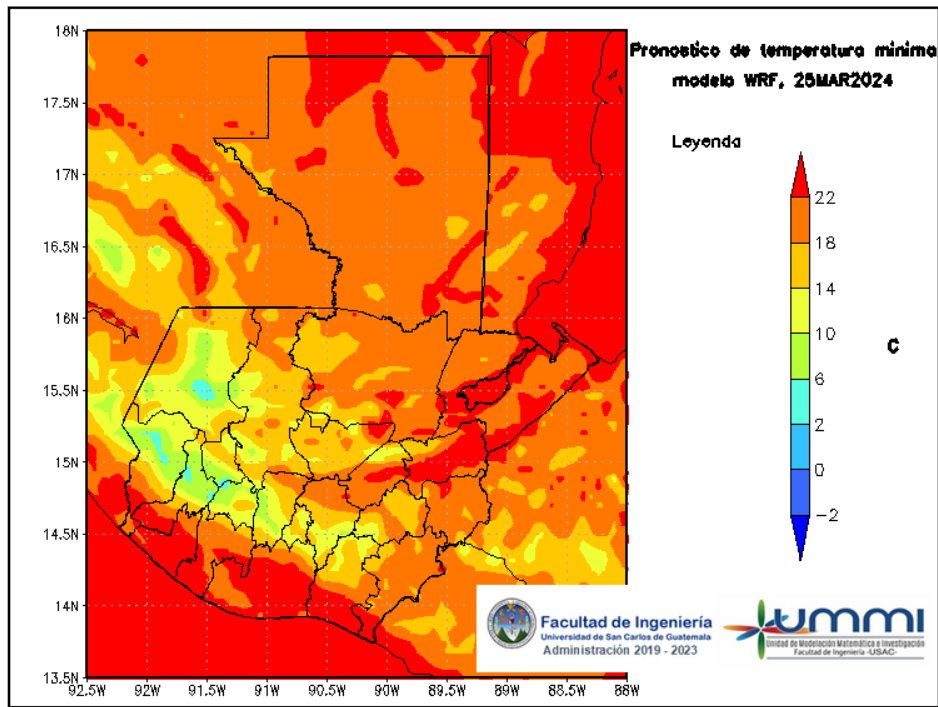 Pronostico de temperatura minima
modelo WRF, 25MAR2024
Leyenda
22
18
14
10
6
2
0
−2
C
18N
17.5N
17N
16.5N
16N
15.5N
15N
14.5N
14N
13.5N
92.5W
92W
91.5W
91W
90.5W
90W
89.5W
89W
88.5W
88W
Facultad de Ingeniería
Universidad de San Carlos de Guatemala
Administración 2019 - 2023
UMMI
Unidad de Modelación Matemática e Investigación
Facultad de Ingeniería -USAC-